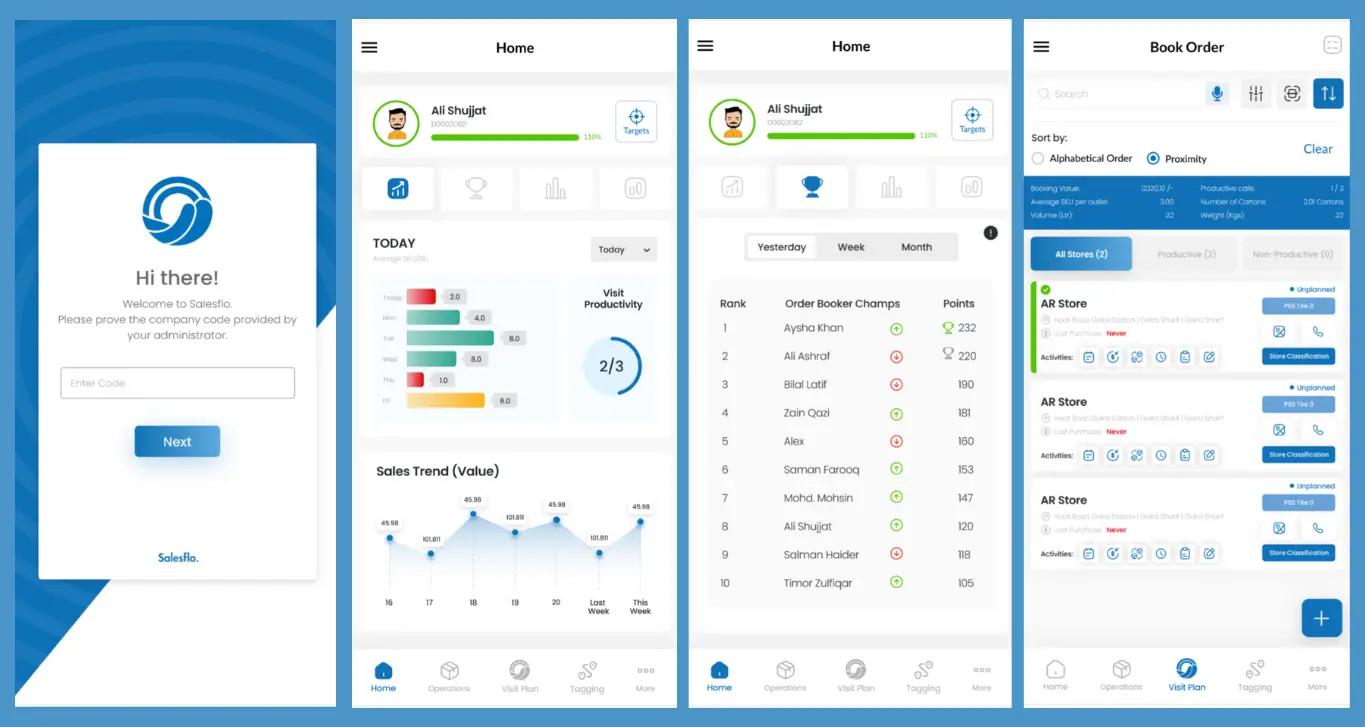 Hi there!
Welcome to Salesflo.
Please prove the company code provided by
your administrator.
Enter Code
Next
Salesflo.
Home
Ali Shujjat
D0002DB2
110%
Targets
TODAY
Average SKU/Bill
Today
Today 2.0
Mon 4.0
Tue 8.0
Wed 8.0
Thu 1.0
Fri 6.0
Visit
Productivity
2/3
Sales Trend (Value)
45.98 101.811 45.98 101.811 45.98 101.811 45.98
16 17 18 19 20 Last Week This Week
Home Operations Visit Plan Tagging More
Home
Ali Shujjat
D0002DB2
110%
Targets
Yesterday Week Month
Rank Order Booker Champs Points
1 Aysha Khan 232
2 Ali Ashraf 220
3 Bilal Latif 190
4 Zain Qazi 181
5 Alex 160
6 Saman Farooq 153
7 Mohd. Mohsin 147
8 Ali Shujjat 120
9 Salman Haider 118
10 Timor Zulfiqar 105
Home Operations Visit Plan Tagging More
Book Order
Search
Sort by:
Alphabetical Order Proximity Clear
Booking Value: 12,120,10 /- Productive calls: 1 / 3
Average SKU per outlet: 3.00 Number of Cartons: 2,01 Cartons
Volume (Ltr): .22 Weight (Kgs): .22
All Stores (2) Productive (2) Non-Productive (0)
Unplanned
AR Store
PSS Tire 0
Road Station | Golra Sharif | Golra Sharif
Last Purchase: Never
Activities: Store Classification
Unplanned
AR Store
PSS Tire 0
Road Station | Golra Sharif | Golra Sharif
Last Purchase: Never
Activities: Store Classification
Unplanned
AR Store
PSS Tire 0
Road Station | Golra Sharif | Golra Sharif
Last Purchase: Never
Activities: Store Classification
Home Operations Visit Plan Tagging More